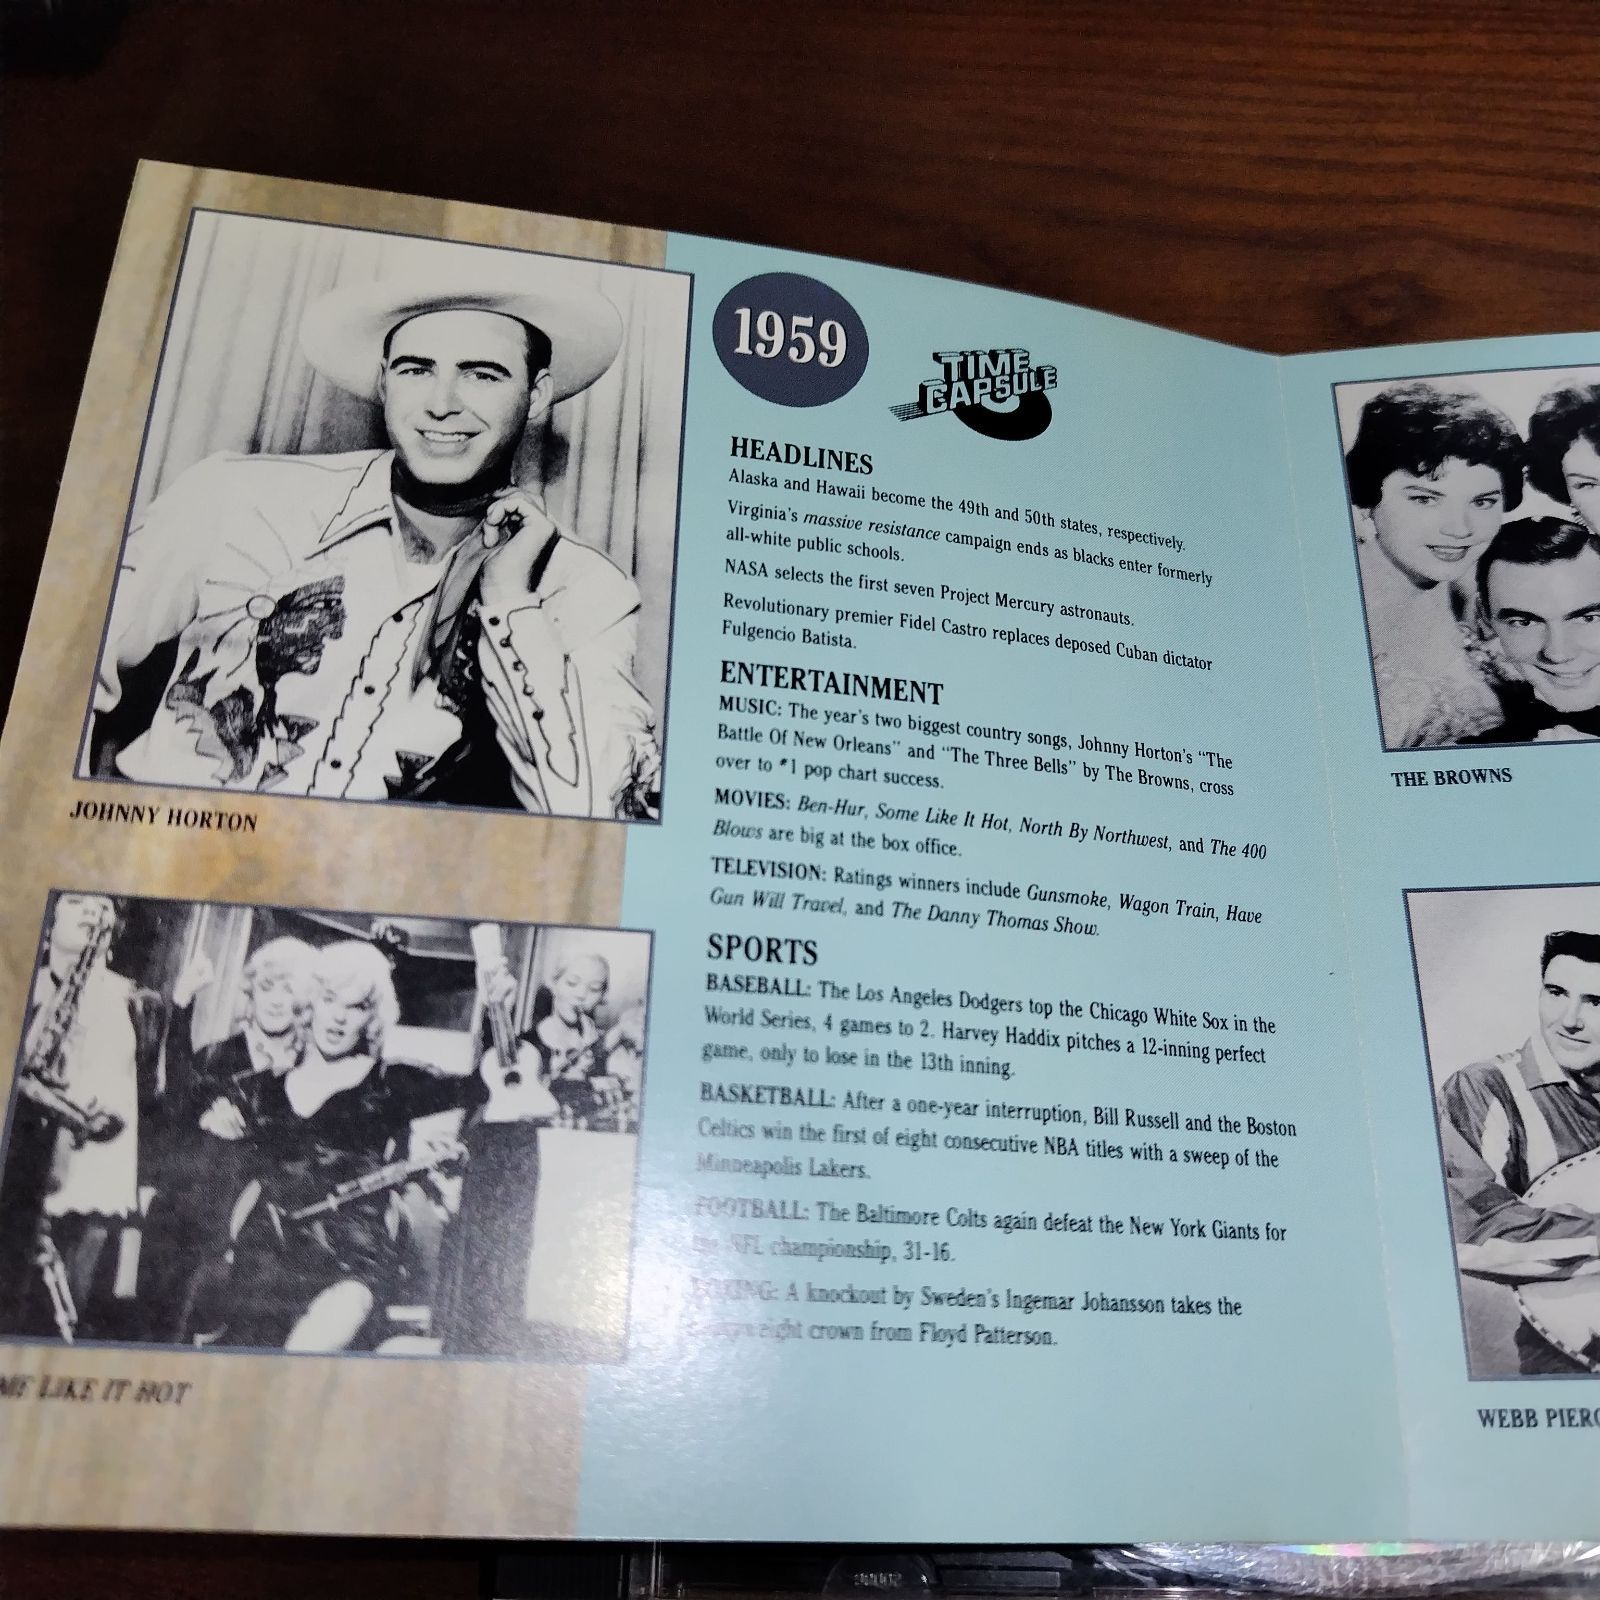 1959
TIME
CAPSULE
HEADLINES
Alaska and Hawaii become the 49th and 50th states, respectively.
Virginia's massive resistance campaign ends as blacks enter formerly
all-white public schools.
NASA selects the first seven Project Mercury astronauts.
Revolutionary premier Fidel Castro replaces deposed Cuban dictator
Fulgencio Batista.
ENTERTAINMENT
MUSIC: The year's two biggest country songs, Johnny Horton's "The
Battle Of New Orleans" and "The Three Bells" by The Browns, cross
over to #1 pop chart success.
MOVIES: Ben-Hur, Some Like It Hot, North By Northwest, and The 400
Blows are big at the box office.
TELEVISION: Ratings winners include Gunsmoke, Wagon Train, Have
Gun Will Travel, and The Danny Thomas Show.
SPORTS
BASEBALL: The Los Angeles Dodgers top the Chicago White Sox in the
World Series, 4 games to 2. Harvey Haddix pitches a 12-inning perfect
game, only to lose in the 13th inning.
BASKETBALL: After a one-year interruption, Bill Russell and the Boston
Celtics win the first of eight consecutive NBA titles with a sweep of the
Minneapolis Lakers.
FOOTBALL: The Baltimore Colts again defeat the New York Giants for
the NFL championship, 31-16.
BOXING: A knockout by Sweden's Ingemar Johansson takes the
heavyweight crown from Floyd Patterson.
JOHNNY HORTON
ME LIKE IT HOT
THE BROWNS
WEBB PIERC